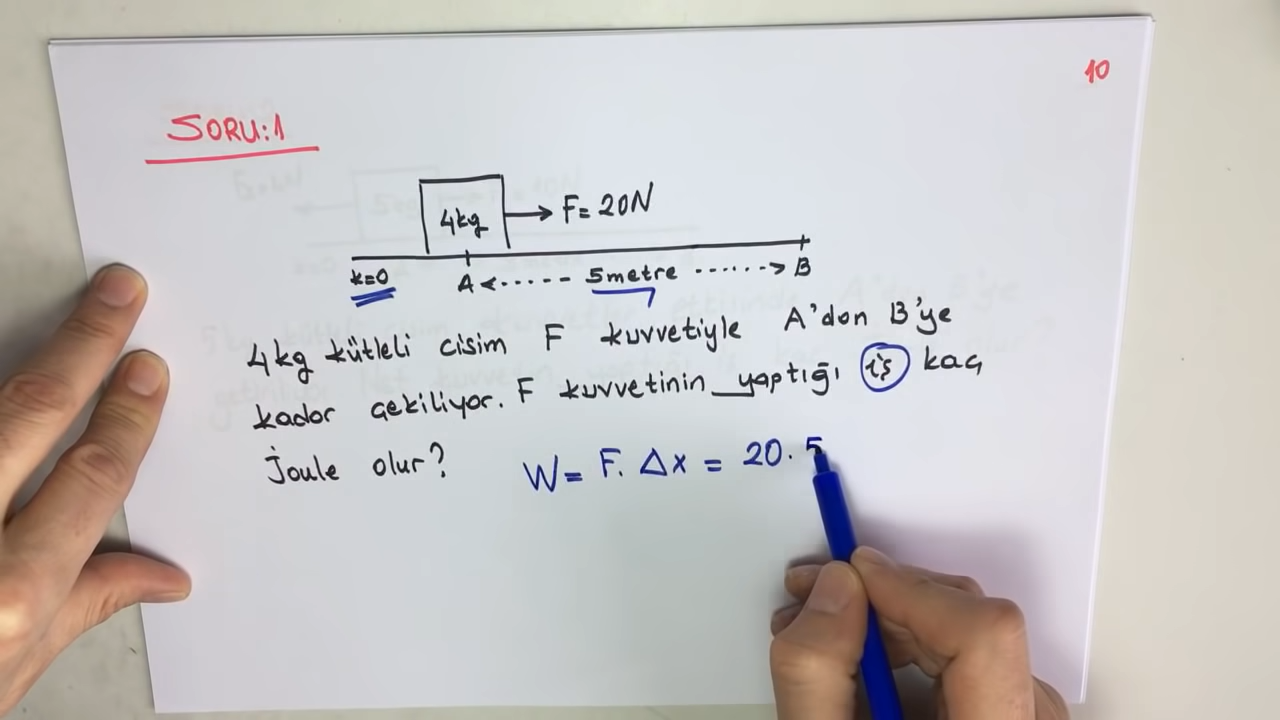 10
SORU:1
4kg
F= 20N
k=0
A
5metre
B
4kg kütleli cisim F kuvvetiyle A'dan B'ye
kadar çekiliyor. F kuvvetinin yaptığı iş kaç
Joule olur?
W= F. Δx = 20. 5